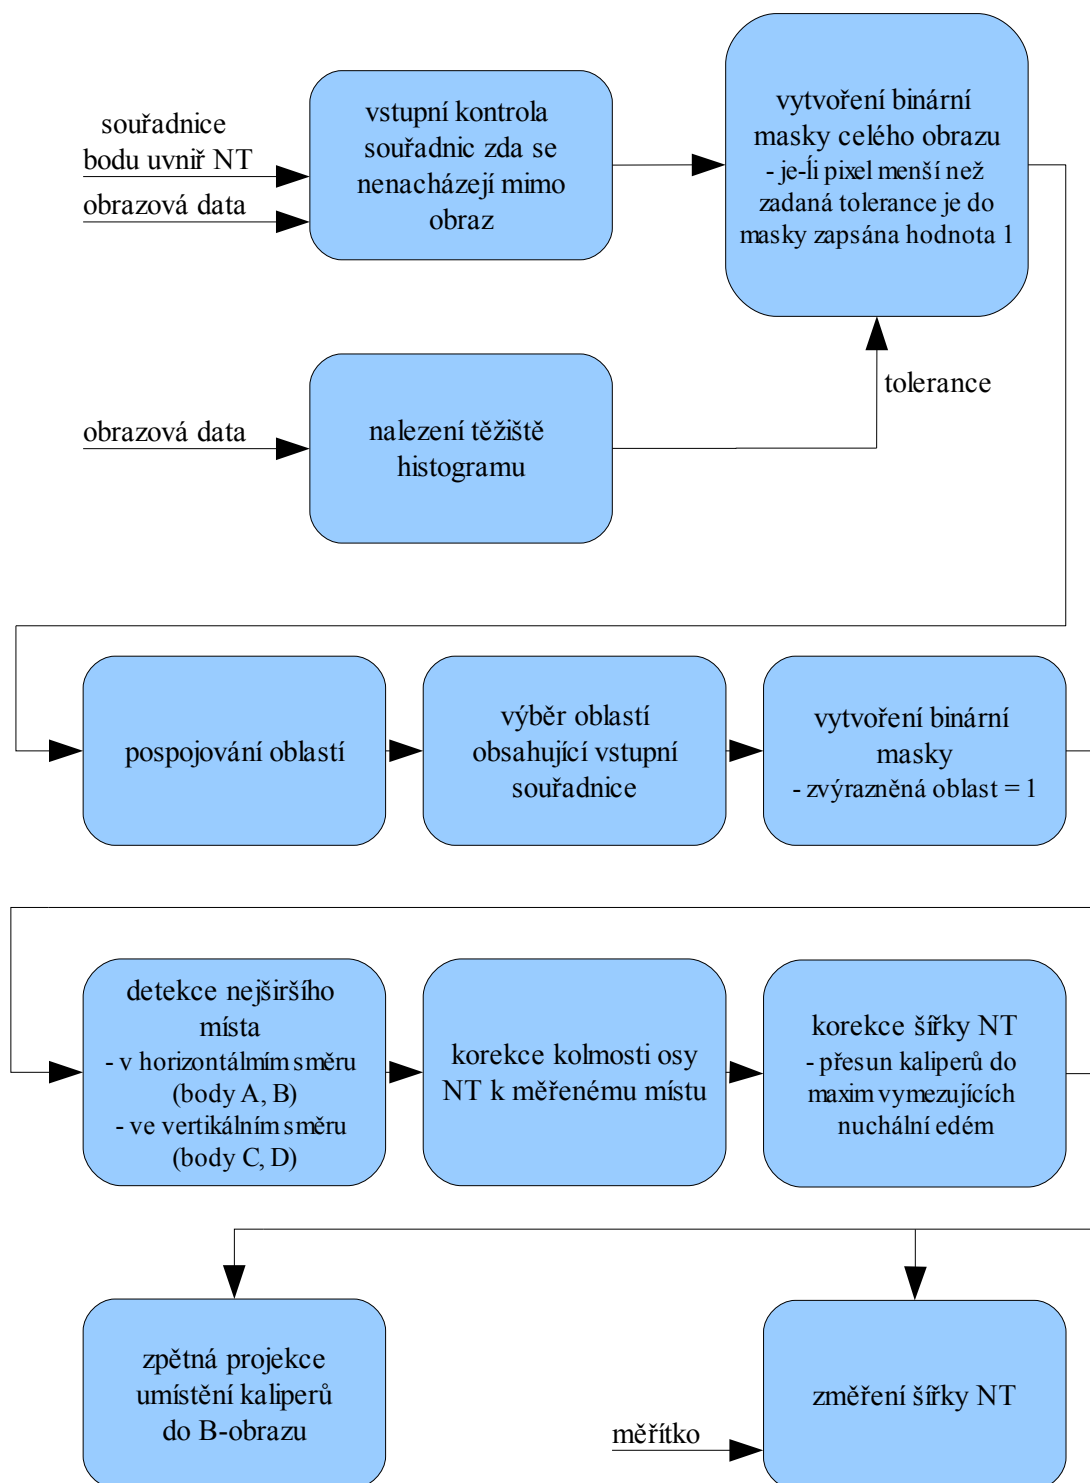 souřadnice
bodu uvniř NT
obrazová data
vstupní kontrola
souřadnic zda se
nenacházejí mimo
obraz
vytvoření binární
masky celého obrazu
- je-ĺi pixel menší než
zadaná tolerance je do
masky zapsána hodnota 1
tolerance
obrazová data
nalezení těžiště
histogramu
pospojování oblastí
výběr oblastí
obsahující vstupní
souřadnice
vytvoření binární
masky
- zvýrazněná oblast = 1
detekce nejširšího
místa
- v horizontálmím směru
(body A, B)
- ve vertikálním směru
(body C, D)
korekce kolmosti osy
NT k měřenému místu
korekce šířky NT
- přesun kaliperů do
maxim vymezujících
nuchální edém
zpětná projekce
umístění kaliperů
do B-obrazu
měřítko
změření šířky NT